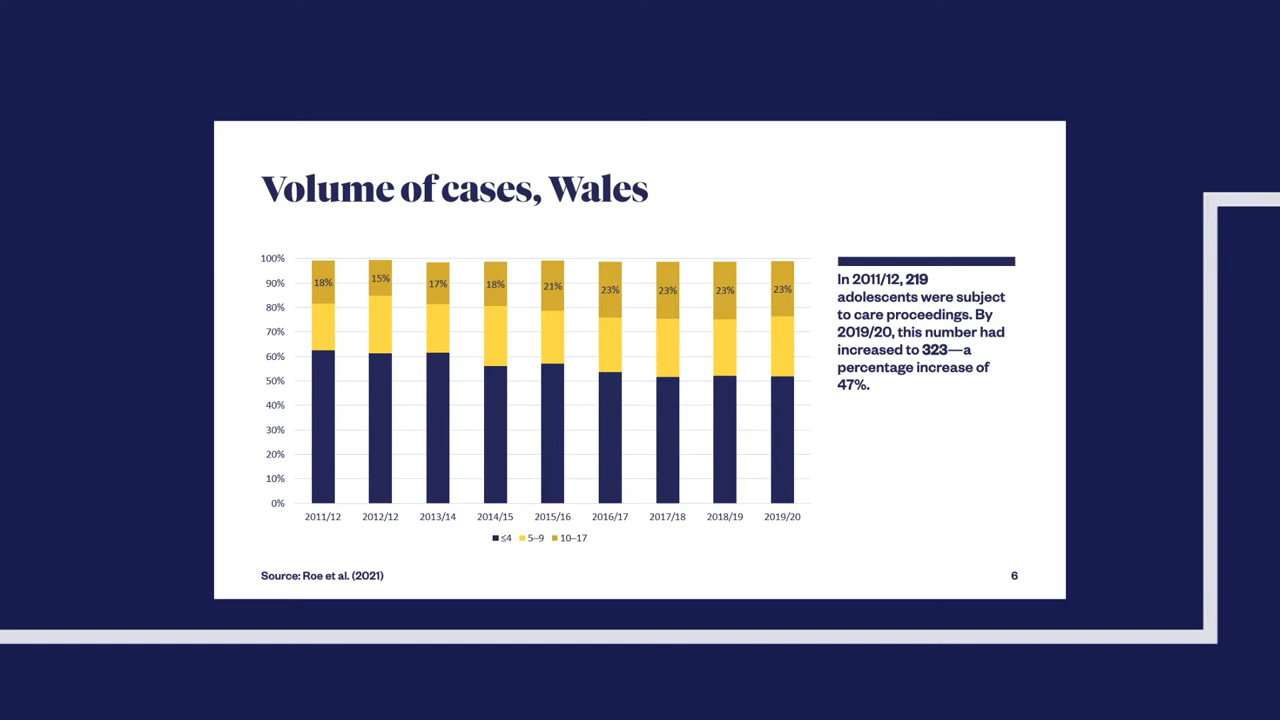 Volume of cases, Wales
100%
90%
80%
70%
60%
50%
40%
30%
20%
10%
0%
18%
15%
17%
18%
21%
23%
23%
23%
23%
2011/12 2012/12 2013/14 2014/15 2015/16 2016/17 2017/18 2018/19 2019/20
≤4 5–9 10–17
In 2011/12, 219
adolescents were subject
to care proceedings. By
2019/20, this number had
increased to 323—a
percentage increase of
47%.
Source: Roe et al. (2021)
6